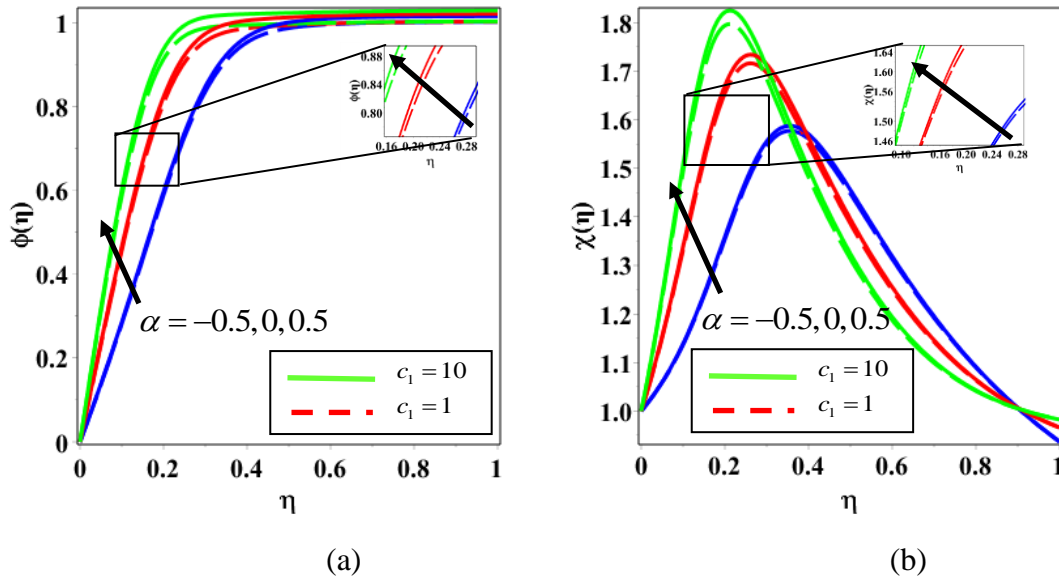 1
0.8
0.6
0.4
0.2
0
ϕ(η)
0 0.2 0.4 0.6 0.8 1
η
0.88
0.84
0.80
ϕ(η)
0.16 0.20 0.24 0.28
η
α = −0.5, 0, 0.5
c₁ = 10
c₁ = 1
(a)
1.8
1.7
1.6
1.5
1.4
1.3
1.2
1.1
1.0
χ(η)
0 0.2 0.4 0.6 0.8 1
η
1.64
1.60
1.56
1.46
χ(η)
0.10 0.16 0.20 0.24 0.28
η
α = −0.5, 0, 0.5
c₁ = 10
c₁ = 1
(b)